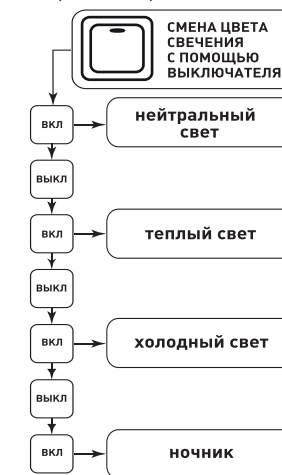 СМЕНА ЦВЕТА
СВЕЧЕНИЯ
С ПОМОЩЬЮ
ВЫКЛЮЧАТЕЛЯ
ВКЛ
нейтральный
свет
ВЫКЛ
ВКЛ
теплый свет
ВЫКЛ
ВКЛ
холодный свет
ВЫКЛ
ВКЛ
ночник